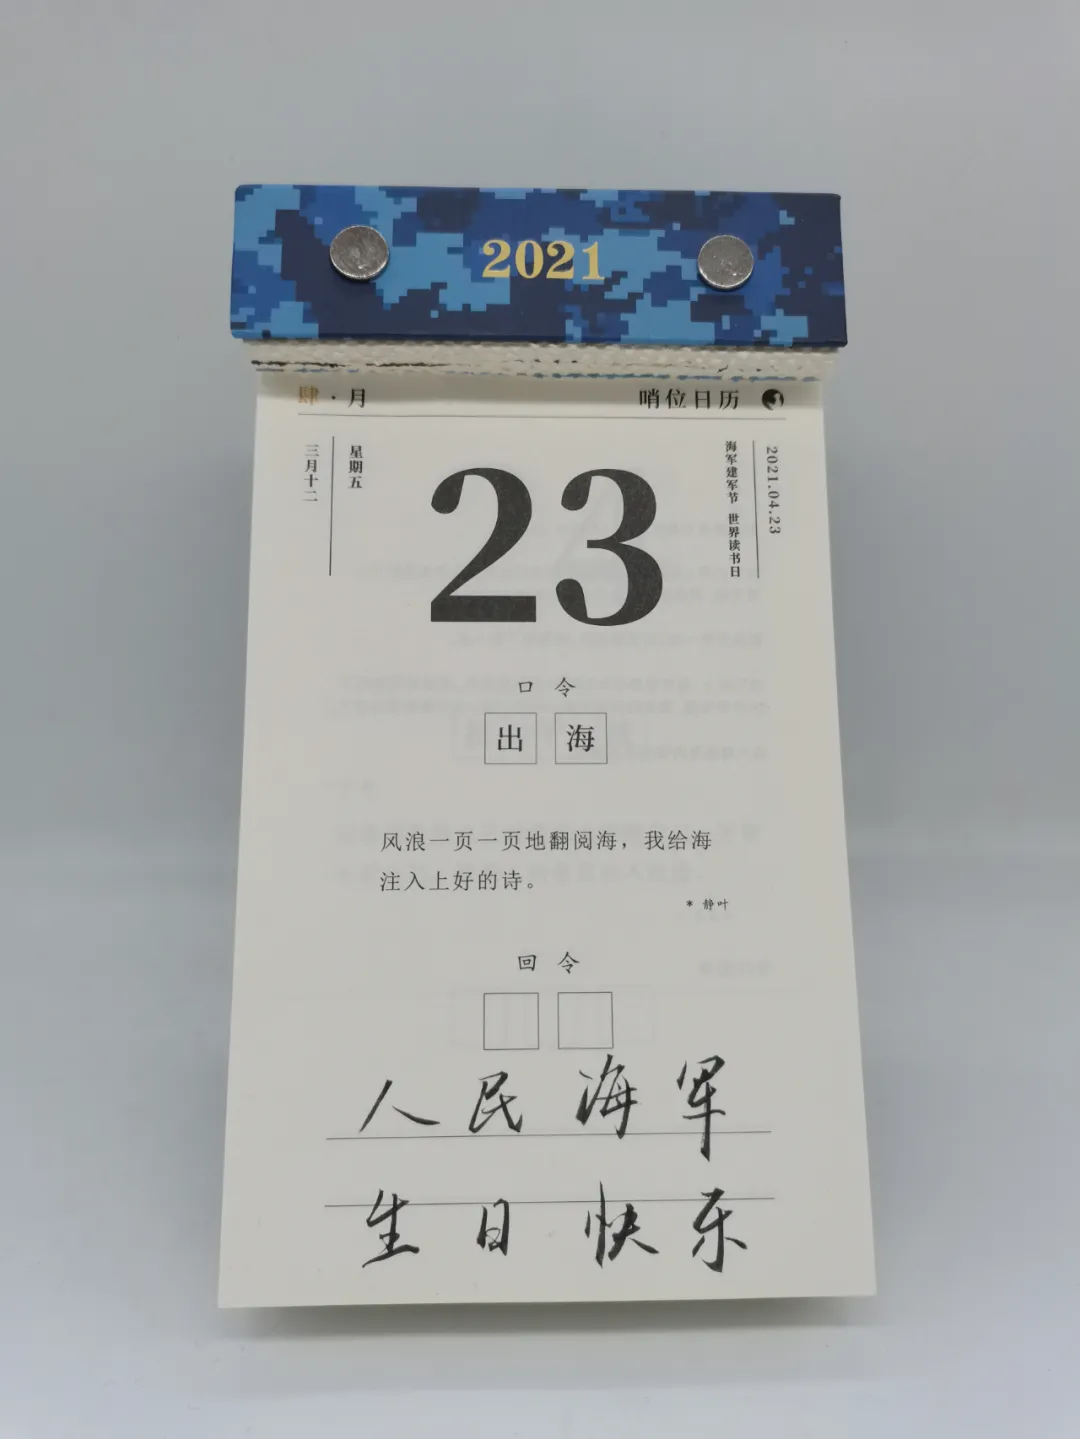 2021
肆·月
哨位日历
三月十二
星期五
23
海军建军节 世界读书日
2021.04.23
口令
出海
风浪一页一页地翻阅海，我给海
注入上好的诗。
* 静叶
回令
人民海军
生日快乐